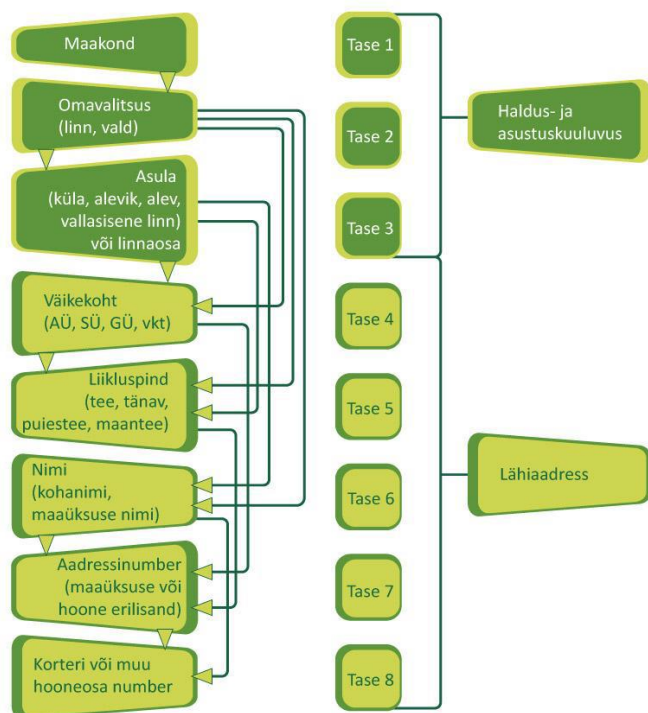 Maakond
Omavalitsus
(linn, vald)
Asula
(küla, alevik, alev,
vallasisene linn)
või linnaosa
Väikekoht
(AÜ, SÜ, GÜ, vkt)
Liikluspind
(tee, tänav,
puiestee, maantee)
Nimi
(kohanimi,
maaüksuse nimi)
Aadressinumber
(maaüksuse või
hoone erilisand)
Korteri või muu
hooneosa number
Tase 1
Tase 2
Tase 3
Tase 4
Tase 5
Tase 6
Tase 7
Tase 8
Haldus- ja
asustuskuuluvus
Lähiaadress